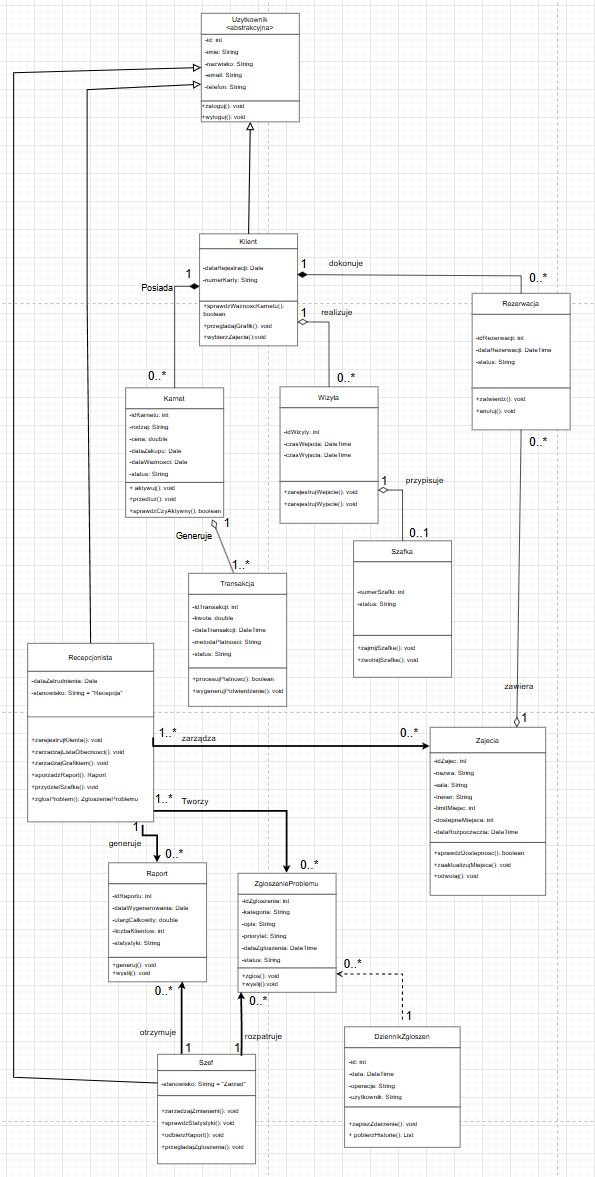 Uzytkownik
<abstrakcyjna>
-id: int
-imie: String
-nazwisko: String
-email: String
-telefon: String
+zaloguj(): void
+wyloguj(): void
Klient
-dataRejestracji: Date
-numerKarty: String
+sprawdzWaznoscKarnetu():
boolean
+przegladajGrafik(): void
+wybierzZajecia():void
1
dokonuje
0..*
1
Posiada
0..*
1
realizuje
0..*
Rezerwacja
-idRezerwacji: int
-dataRezerwacji: DateTime
-status: String
+zatwierdz(): void
+anuluj(): void
0..*
Karnet
-idKarnetu: int
-rodzaj: String
-cena: double
-dataZakupu: Date
-dataWaznosci: Date
-status: String
+ aktywuj(): void
+przedluz(): void
+sprawdzCzyAktywny(): boolean
Wizyta
-idWizyty: int
-czasWejscia: DateTime
-czasWyjscia: DateTime
+zarejestrujWejscie(): void
+zarejestrujWyjscie(): void
1
przypisuje
0..1
1
Generuje
1..*
Szafka
-numerSzafki: int
-status: String
+zajmijSzafke(): void
+zwolnijSzafke(): void
Transakcja
-idTransakcji: int
-kwota: double
-dataTransakcji: DateTime
-metodaPlatnosci: String
-status: String
+procesujPlatnosc(): boolean
+wygenerujPotwierdzenie(): void
Recepcjonista
-dataZatrudnienia: Date
-stanowisko: String = "Recepcja"
+zarejestrujKlienta(): void
+zarzadzajListaObecnosci(): void
+zarzadzajGrafikiem(): void
+sporzadzRaport(): Raport
+przydzielSzafke(): void
+zglosProblem(): ZgloszenieProblemu
zawiera
1
1..*
zarządza
0..*
Zajecia
-idZajec: int
-nazwa: String
-sala: String
-trener: String
-limitMiejsc: int
-dostepneMiejsca: int
-dataRozpoczecia: DateTime
+sprawdzDostepnosc(): boolean
+zaaktualizujMiejsca(): void
+odwolaj(): void
1..*
Tworzy
0..*
1
generuje
0..*
Raport
-idRaportu: int
-dataWygenerowania: Date
-utargCalkowity: double
-liczbaKlientow: int
-statystyki: String
+generuj(): void
+wyslij(): void
ZgloszenieProblemu
-idZgloszenia: int
-kategoria: String
-opis: String
-priorytet: String
-dataZgloszenia: DateTime
-status: String
+zglos(): void
+wyslij():void
0..*
1
0..*
otrzymuje
1
0..*
rozpatruje
1
DziennikZgloszen
-id: int
-data: DataTime
-operacja: String
-uzytkownik: String
+zapiszZdarzenie(): void
+ pobierzHistorie(): List
Szef
-stanowisko: String = "Zarzad"
+zarzadzajZmianami(): void
+sprawdzStatystyki(): void
+odbierzRaport(): void
+przegladajZgloszenia(): void